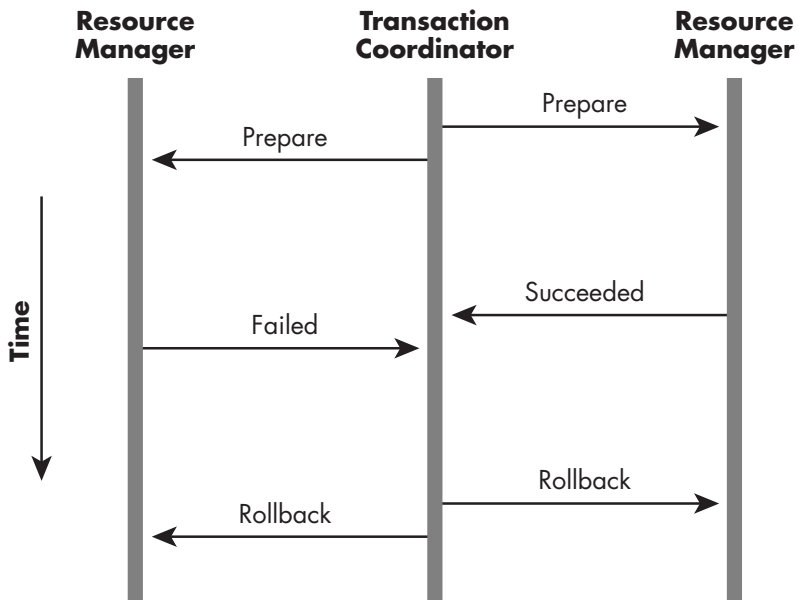 Resource
Manager
Transaction
Coordinator
Resource
Manager
Prepare
Prepare
Succeeded
Failed
Time
Rollback
Rollback